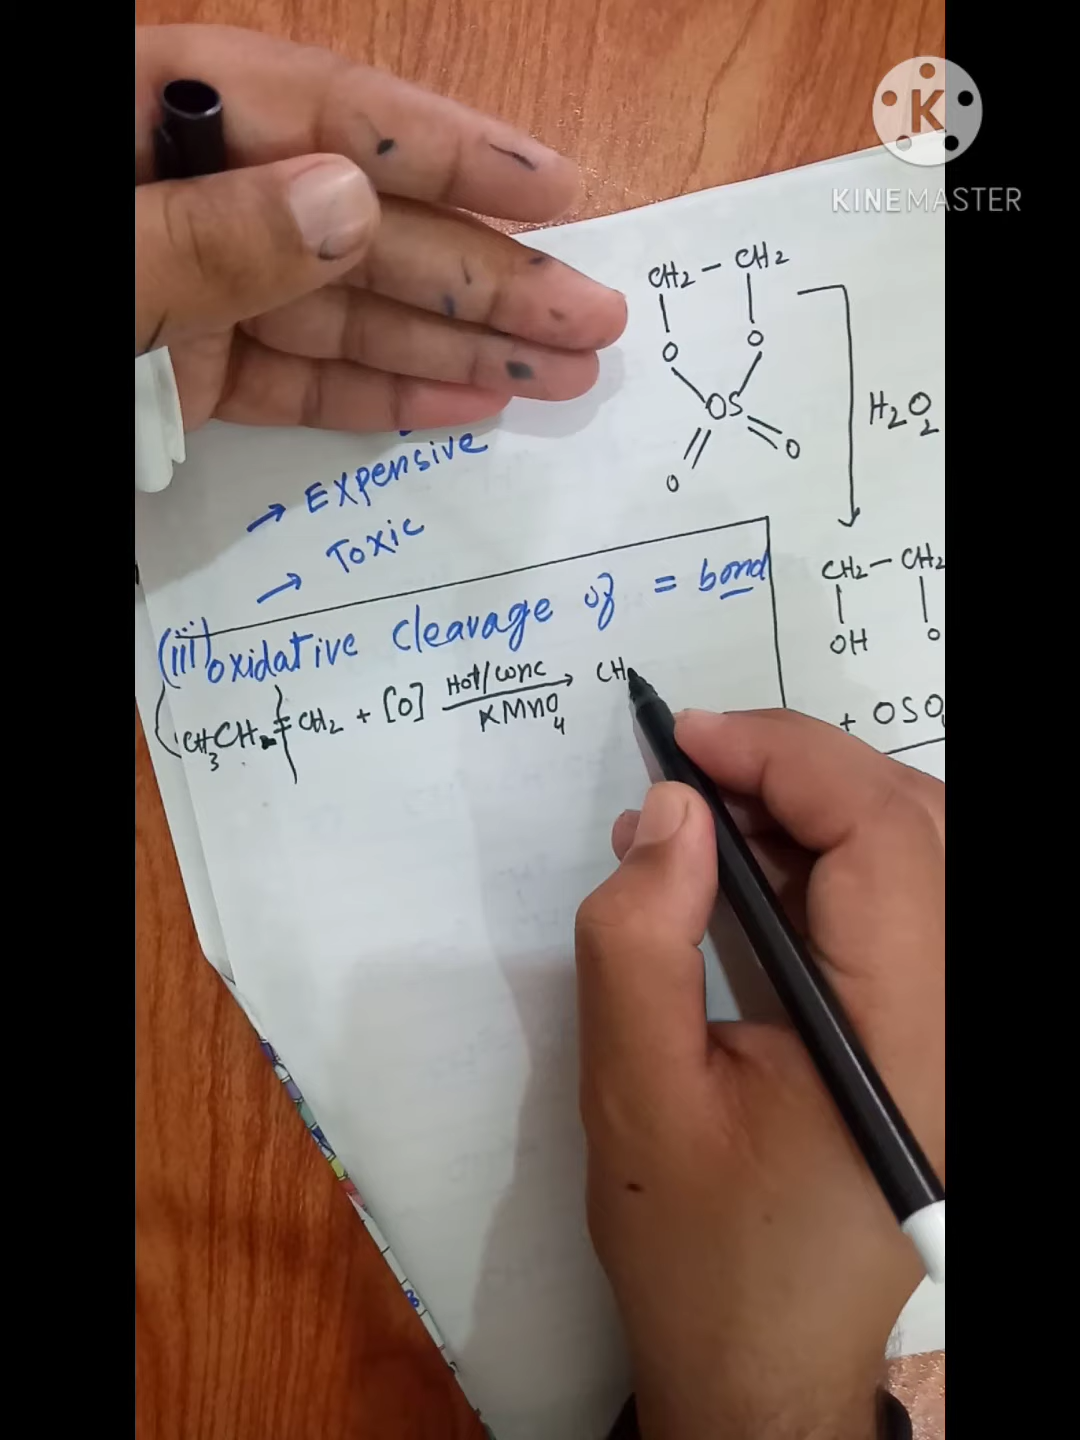 K
KINEMASTER
CH2 - CH2
O O
OS
O O
H2O2
CH2 - CH2
OH O
+ OSO
→ Expensive
→ Toxic
(iii) oxidative cleavage of = bond
CH3CH = CH2 + [O] Hot/conc KMnO4 → CH